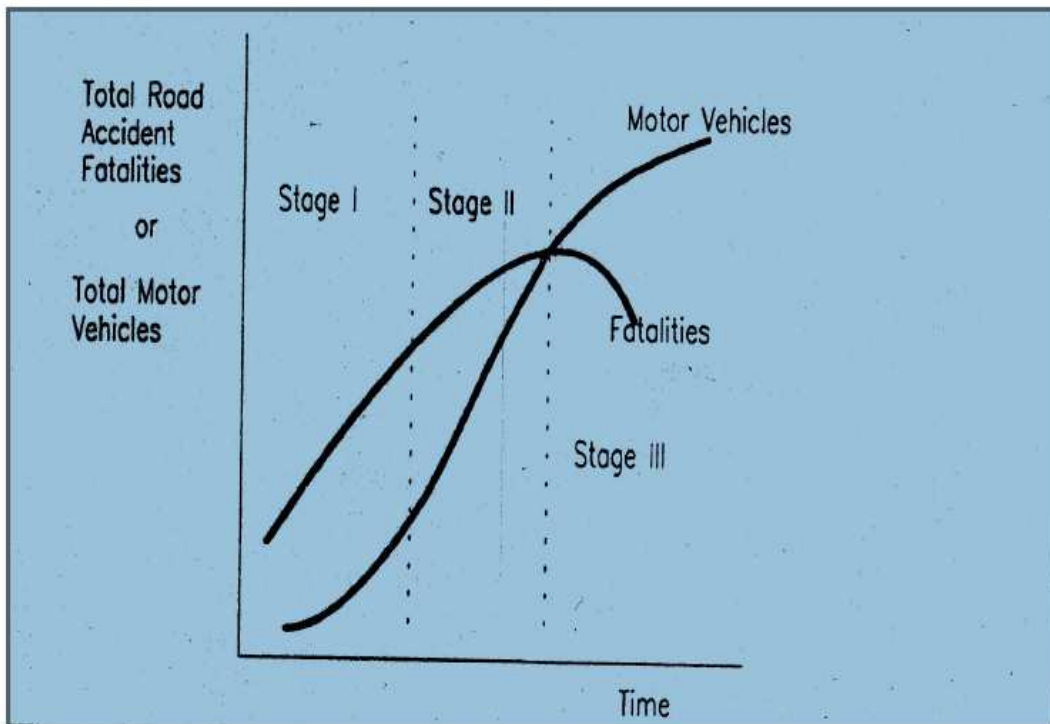 Total Road
Accident
Fatalities
or
Total Motor
Vehicles
Stage I
Stage II
Motor Vehicles
Fatalities
Stage III
Time